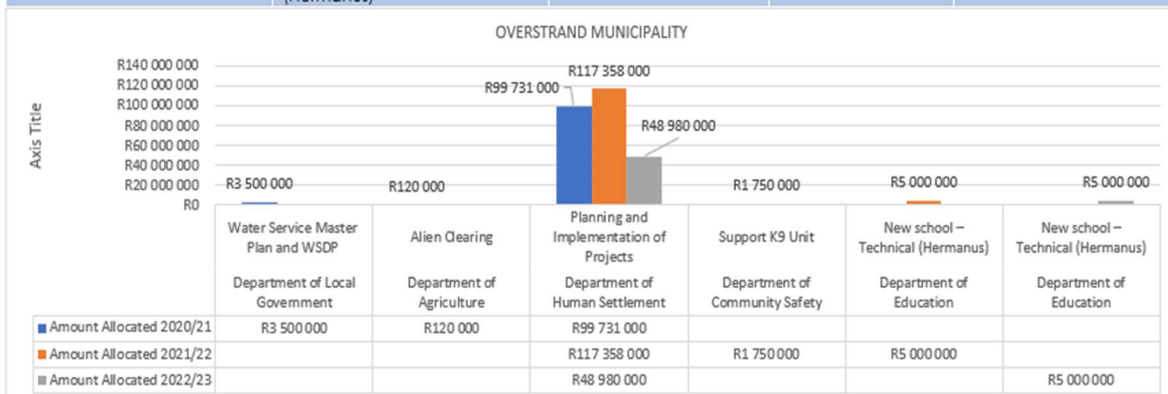 (Hermanus)
OVERSTRAND MUNICIPALITY
Axis Title
R140 000 000
R120 000 000
R100 000 000
R80 000 000
R60 000 000
R40 000 000
R20 000 000
R0
R3 500 000
R120 000
R99 731 000
R117 358 000
R48 980 000
R1 750 000
R5 000 000
R5 000 000
Water Service Master
Plan and WSDP
Alien Clearing
Planning and
Implementation of
Projects
Support K9 Unit
New school –
Technical (Hermanus)
New school –
Technical (Hermanus)
Department of Local
Government
Department of
Agriculture
Department of
Human Settlement
Department of
Community Safety
Department of
Education
Department of
Education
Amount Allocated 2020/21 R3 500 000 R120 000 R99 731 000
Amount Allocated 2021/22 R117 358 000 R1 750 000 R5 000 000
Amount Allocated 2022/23 R48 980 000 R5 000 000